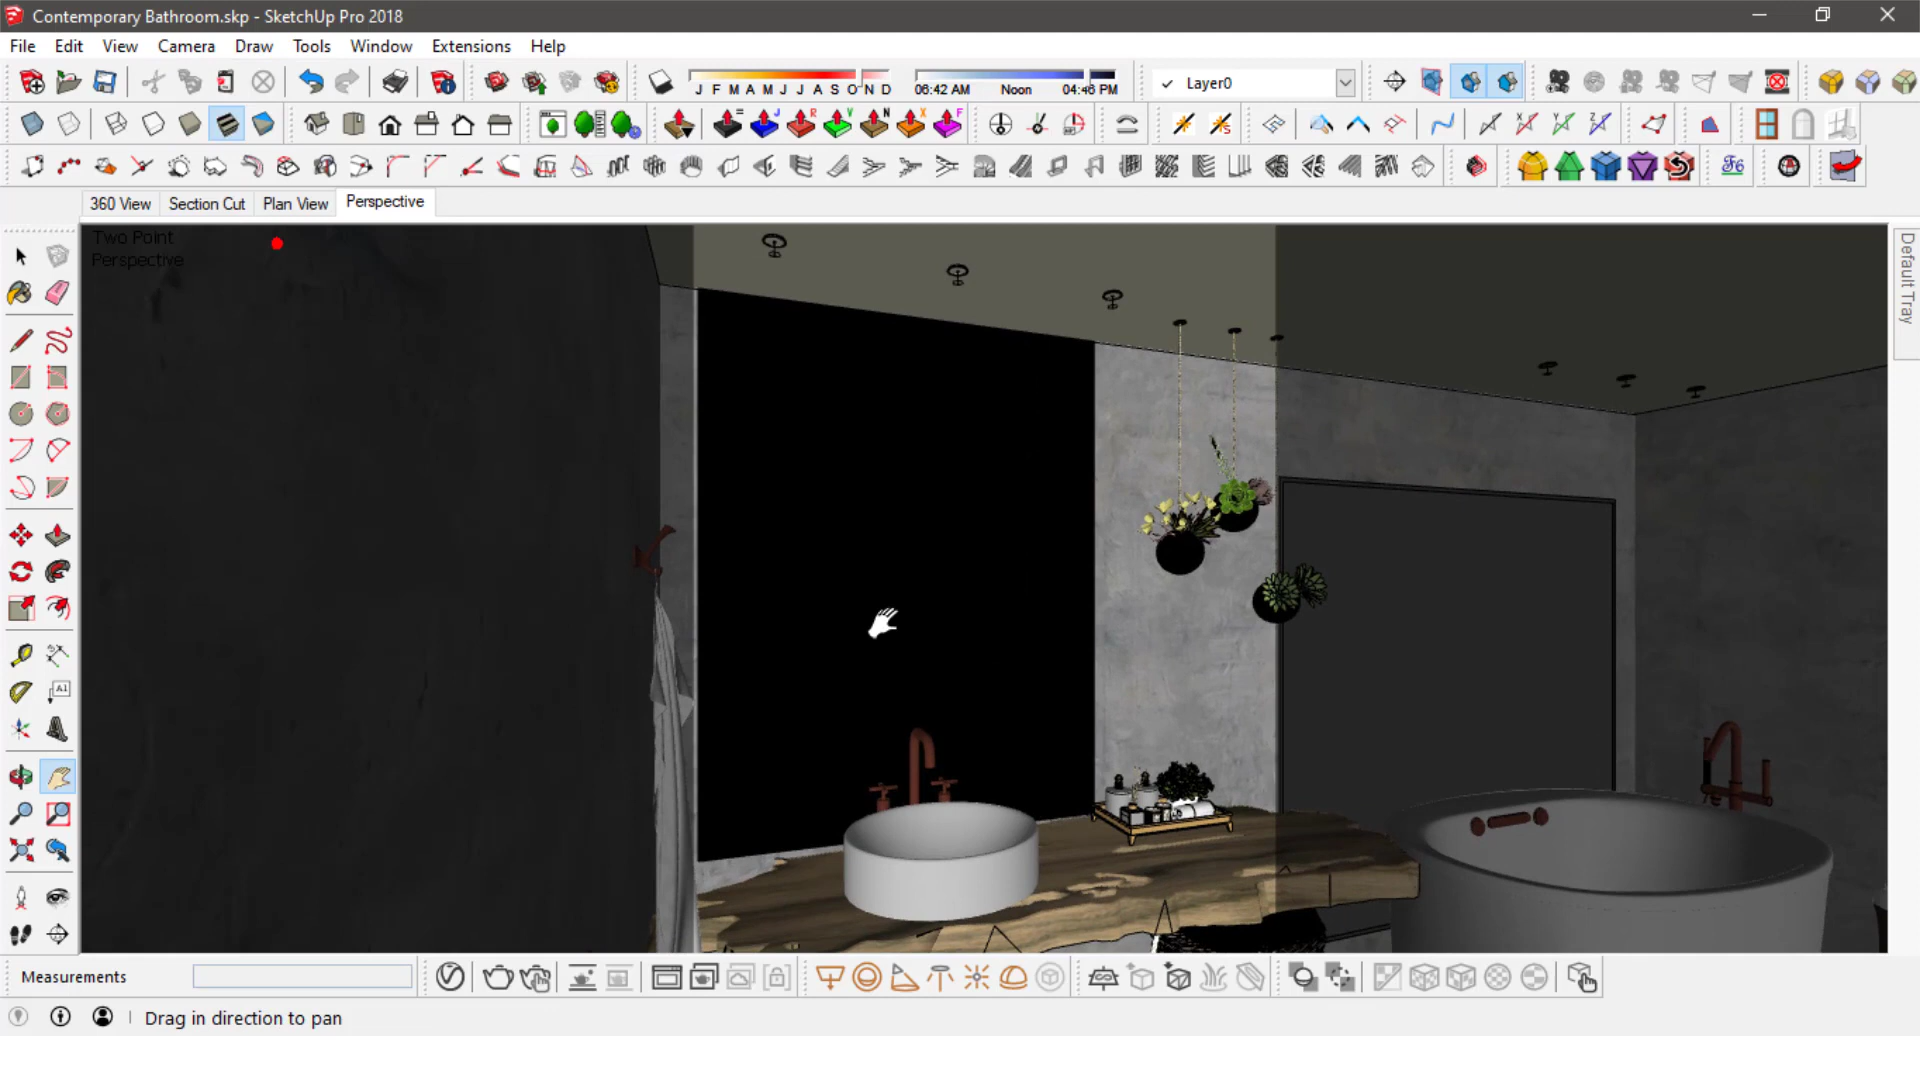 Contemporary Bathroom.skp - SketchUp Pro 2018
File Edit View Camera Draw Tools Window Extensions Help
J F M A M J J A S O N D 06:42 AM Noon 04:46 PM Layer0
= J R V N X F
360 View Section Cut Plan View Perspective
Two Point
Perspective
Default Tray
A1
Measurements
Drag in direction to pan